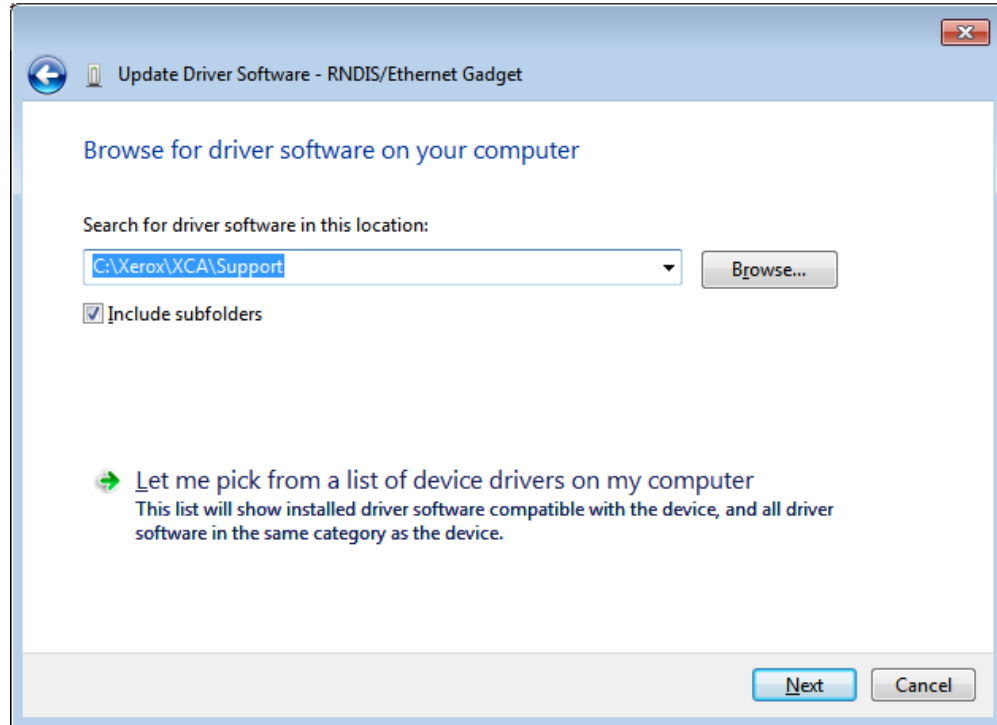 Update Driver Software - RNDIS/Ethernet Gadget
Browse for driver software on your computer
Search for driver software in this location:
C:\Xerox\XCA\Support
Browse...
Include subfolders
Let me pick from a list of device drivers on my computer
This list will show installed driver software compatible with the device, and all driver
software in the same category as the device.
Next
Cancel